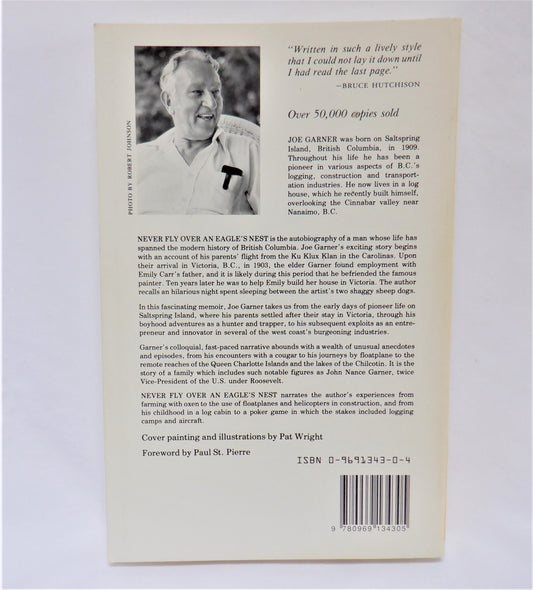 "Written in such a lively style
that I could not lay it down until
I had read the last page."
–BRUCE HUTCHISON
Over 50,000 copies sold
PHOTO BY ROBERT JOHNSON
JOE GARNER was born on Saltspring
Island, British Columbia, in 1909.
Throughout his life he has been a
pioneer in various aspects of B.C.'s
logging, construction and transport-
ation industries. He now lives in a log
house, which he recently built himself,
overlooking the Cinnabar valley near
Nanaimo, B.C.
NEVER FLY OVER AN EAGLE'S NEST is the autobiography of a man whose life has
spanned the modern history of British Columbia. Joe Garner's exciting story begins
with an account of his parents' flight from the Ku Klux Klan in the Carolinas. Upon
their arrival in Victoria, B.C., in 1903, the elder Garner found employment with
Emily Carr's father, and it is likely during this period that he befriended the famous
painter. Ten years later he was to help Emily build her house in Victoria. The author
recalls an hilarious night spent sleeping between the artist's two shaggy sheep dogs.
In this fascinating memoir, Joe Garner takes us from the early days of pioneer life on
Saltspring Island, where his parents settled after their stay in Victoria, through his
boyhood adventures as a hunter and trapper, to his subsequent exploits as an entre-
preneur and innovator in several of the west coast's burgeoning industries.
Garner's colloquial, fast-paced narrative abounds with a wealth of unusual anecdotes
and episodes, from his encounters with a cougar to his journeys by floatplane to the
remote reaches of the Queen Charlotte Islands and the lakes of the Chilcotin. It is the
story of a family which includes such notable figures as John Nance Garner, twice
Vice-President of the U.S. under Roosevelt.
NEVER FLY OVER AN EAGLE'S NEST narrates the author's experiences from
farming with oxen to the use of floatplanes and helicopters in construction, and from
his childhood in a log cabin to a poker game in which the stakes included logging
camps and aircraft.
Cover painting and illustrations by Pat Wright
Foreword by Paul St. Pierre
ISBN 0-9691343-0-4
9 780969 134305